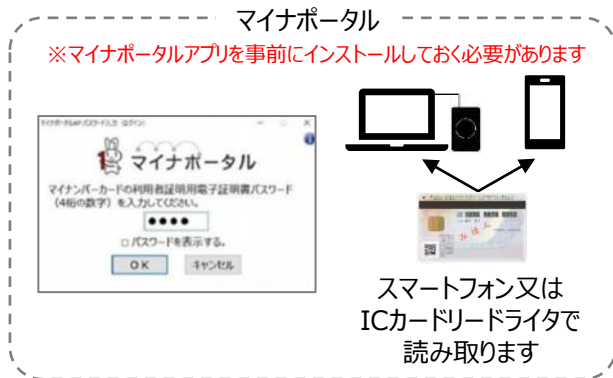 マイナポータル
※マイナポータルアプリを事前にインストールしておく必要があります
マイナポータル
マイナンバーカードの利用者証明用電子証明書パスワード
(4桁の数字)を入力してください。
●●●●
□ パスワードを表示する。
OK キャンセル
みほん
スマートフォン又は
ICカードリードライタで
読み取ります